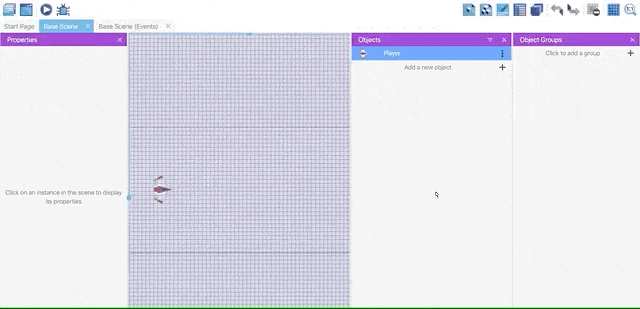 Start Page
Base Scene
Base Scene (Events)
Properties
Objects
Object Groups
Player
Click to add a group
Add a new object
Click on an instance in the scene to display
its properties